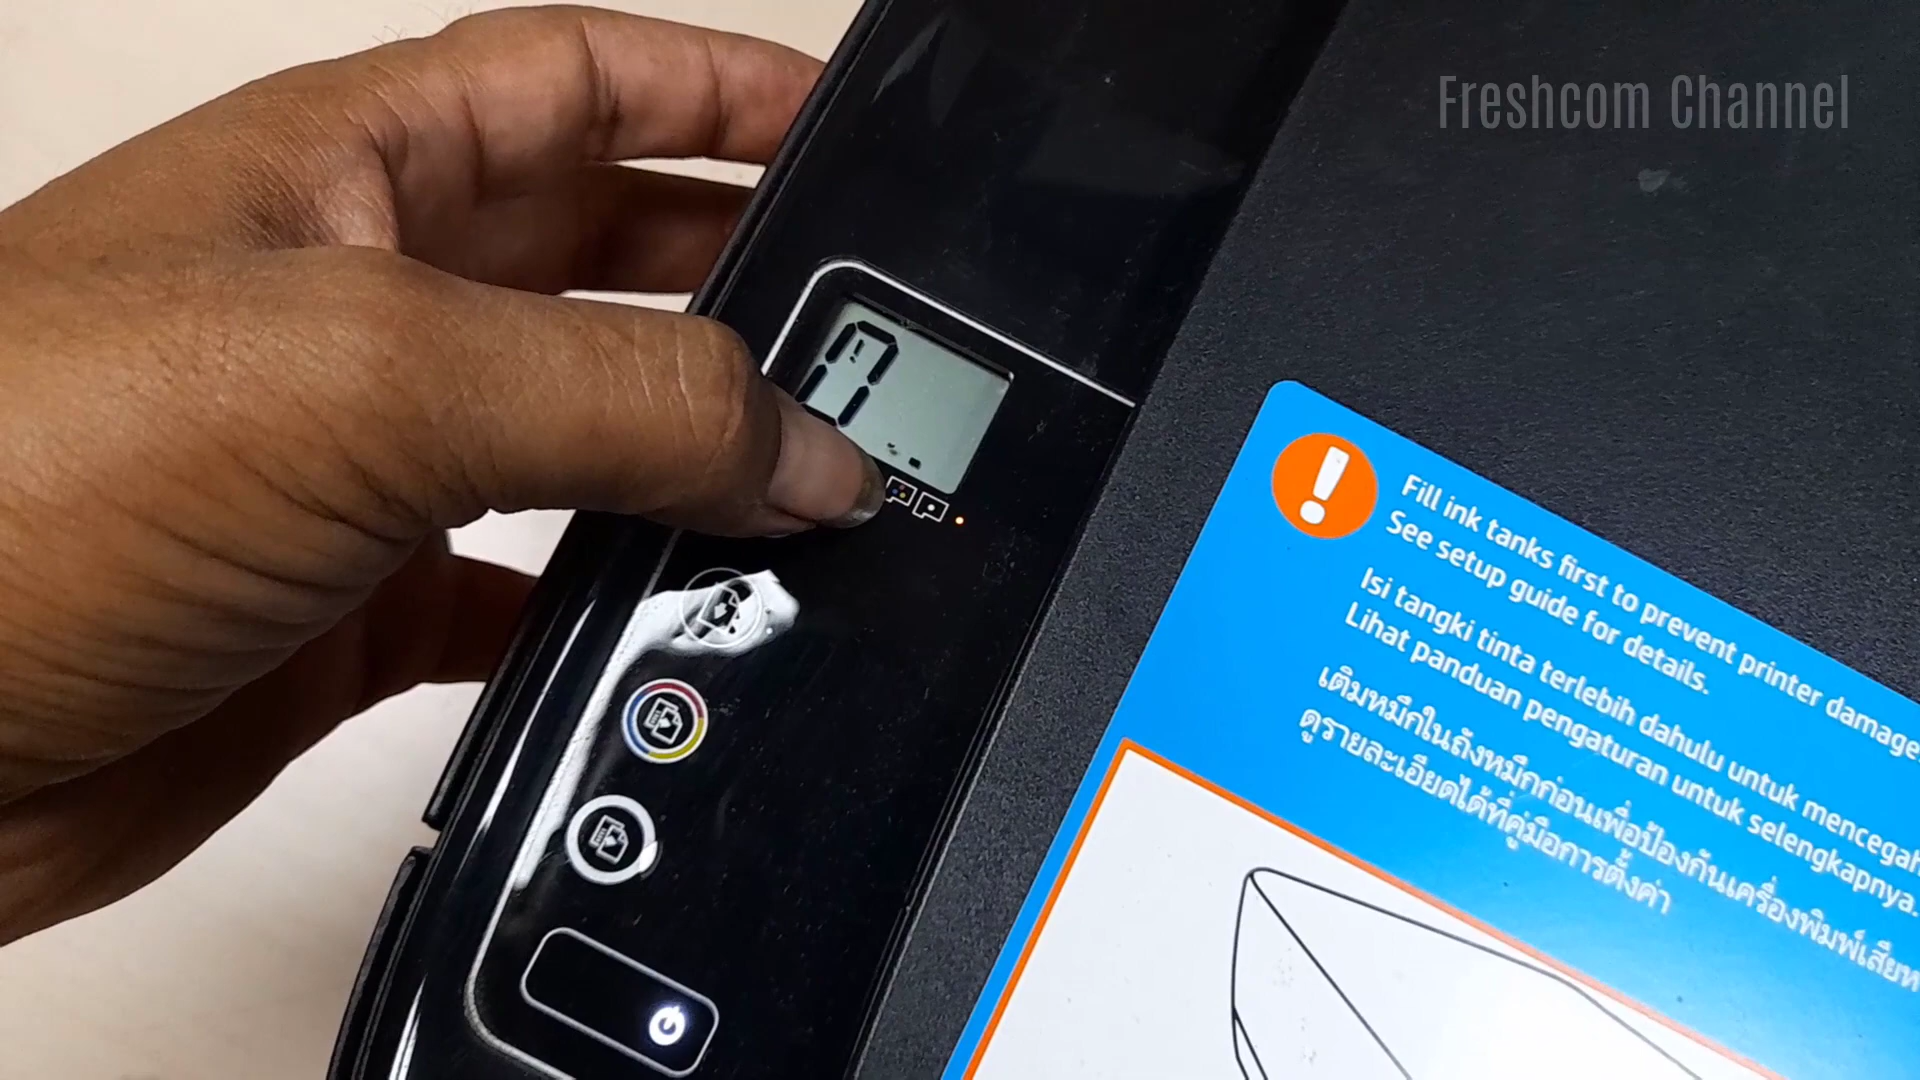 Freshcom Channel
Fill ink tanks first to prevent printer damage.
See setup guide for details.
Isi tangki tinta terlebih dahulu untuk mencegah
Lihat panduan pengaturan untuk selengkapnya.
เติมหมึกในถังหมึกก่อนเพื่อป้องกันเครื่องพิมพ์เสียห
ดูรายละเอียดได้ที่คู่มือการตั้งค่า